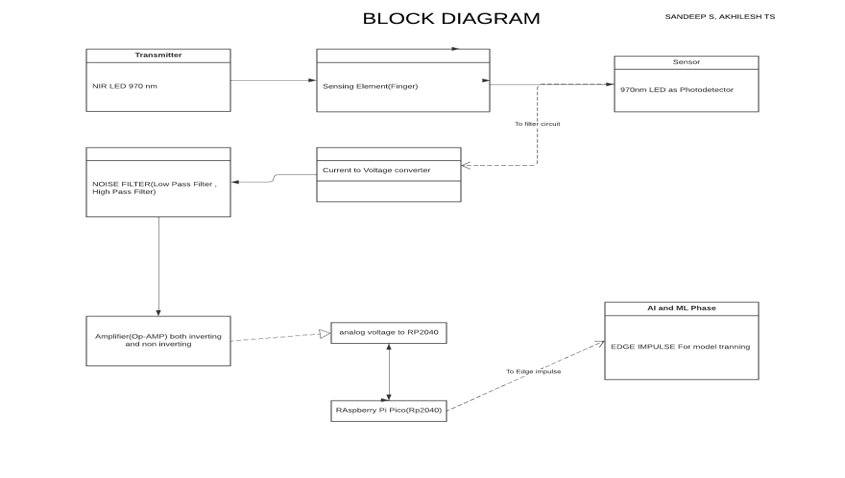 BLOCK DIAGRAM
SANDEEP S, AKHILESH TS
Transmitter
NIR LED 970 nm
Sensing Element(Finger)
Sensor
970nm LED as Photodetector
To filter circuit
NOISE FILTER(Low Pass Filter ,
High Pass Filter)
Current to Voltage converter
Amplifier(Op-AMP) both inverting
and non inverting
analog voltage to RP2040
AI and ML Phase
EDGE IMPULSE For model tranning
To Edge impulse
RAspberry Pi Pico(Rp2040)